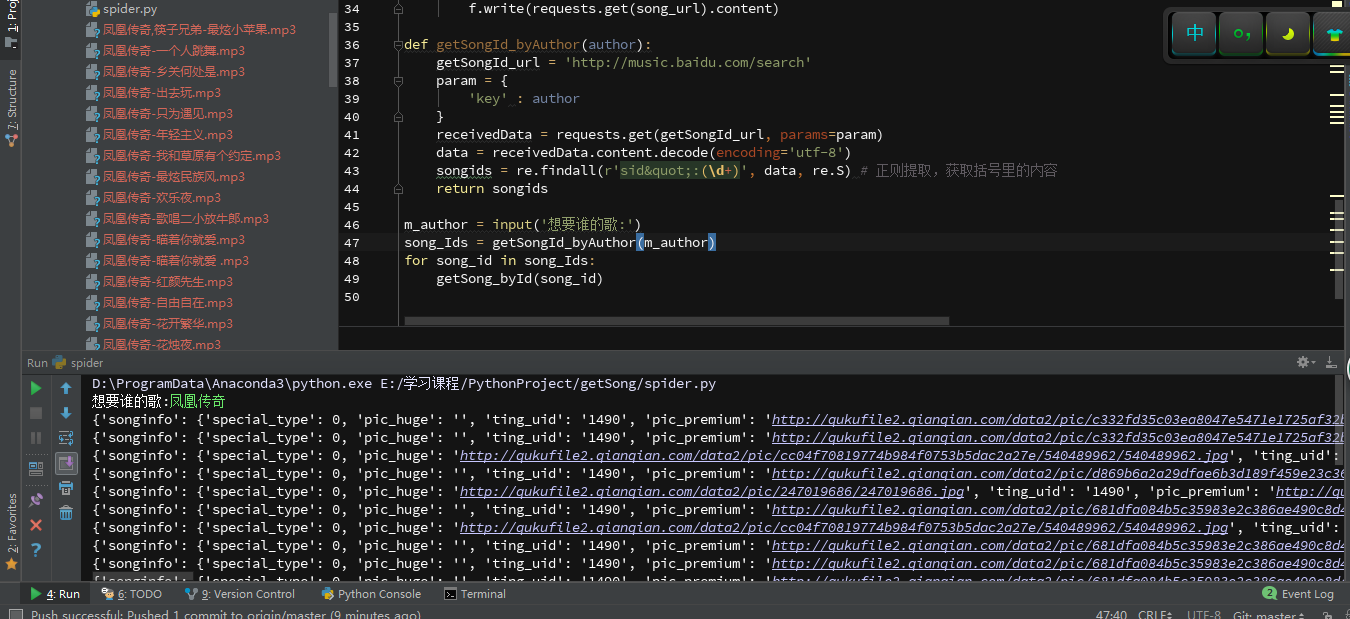 1: Proj
7: Structure
2: Favorites
spider.py
凤凰传奇,筷子兄弟-最炫小苹果.mp3
凤凰传奇-一个人跳舞.mp3
凤凰传奇-乡关何处是.mp3
凤凰传奇-出去玩.mp3
凤凰传奇-只为遇见.mp3
凤凰传奇-年轻主义.mp3
凤凰传奇-我和草原有个约定.mp3
凤凰传奇-最炫民族风.mp3
凤凰传奇-欢乐夜.mp3
凤凰传奇-歌唱二小放牛郎.mp3
凤凰传奇-瞄着你就爱.mp3
凤凰传奇-瞄着你就爱 .mp3
凤凰传奇-红颜先生.mp3
凤凰传奇-自由自在.mp3
凤凰传奇-花开繁华.mp3
凤凰传奇-花烛夜.mp3
34 f.write(requests.get(song_url).content)
35
36 def getSongId_byAuthor(author):
37 getSongId_url = 'http://music.baidu.com/search'
38 param = {
39 'key' : author
40 }
41 receivedData = requests.get(getSongId_url, params=param)
42 data = receivedData.content.decode(encoding='utf-8')
43 songids = re.findall(r'sid&quot;:(\d+)', data, re.S) # 正则提取，获取括号里的内容
44 return songids
45
46 m_author = input('想要谁的歌:')
47 song_Ids = getSongId_byAuthor(m_author)
48 for song_id in song_Ids:
49 getSong_byId(song_id)
50
中
Run spider
D:\ProgramData\Anaconda3\python.exe E:/学习课程/PythonProject/getSong/spider.py
想要谁的歌:凤凰传奇
{'songinfo': {'special_type': 0, 'pic_huge': '', 'ting_uid': '1490', 'pic_premium': 'http://qukufile2.qianqian.com/data2/pic/c332fd35c03ea8047e5471e1725af32b
{'songinfo': {'special_type': 0, 'pic_huge': '', 'ting_uid': '1490', 'pic_premium': 'http://qukufile2.qianqian.com/data2/pic/c332fd35c03ea8047e5471e1725af32b
{'songinfo': {'special_type': 0, 'pic_huge': 'http://qukufile2.qianqian.com/data2/pic/cc04f70819774b984f0753b5dac2a27e/540489962/540489962.jpg', 'ting_uid':
{'songinfo': {'special_type': 0, 'pic_huge': '', 'ting_uid': '1490', 'pic_premium': 'http://qukufile2.qianqian.com/data2/pic/d869b6a2a29dfae6b3d189f459e23c36
{'songinfo': {'special_type': 0, 'pic_huge': 'http://qukufile2.qianqian.com/data2/pic/247019686/247019686.jpg', 'ting_uid': '1490', 'pic_premium': 'http://qu
{'songinfo': {'special_type': 0, 'pic_huge': '', 'ting_uid': '1490', 'pic_premium': 'http://qukufile2.qianqian.com/data2/pic/681dfa084b5c35983e2c386ae490c8d4
{'songinfo': {'special_type': 0, 'pic_huge': 'http://qukufile2.qianqian.com/data2/pic/cc04f70819774b984f0753b5dac2a27e/540489962/540489962.jpg', 'ting_uid':
{'songinfo': {'special_type': 0, 'pic_huge': '', 'ting_uid': '1490', 'pic_premium': 'http://qukufile2.qianqian.com/data2/pic/681dfa084b5c35983e2c386ae490c8d4
{'songinfo': {'special_type': 0, 'pic_huge': '', 'ting_uid': '1490', 'pic_premium': 'http://qukufile2.qianqian.com/data2/pic/681dfa084b5c35983e2c386ae490c8d4
{'songinfo': {'special_type': 0, 'pic_huge': '', 'ting_uid': '1490', 'pic_premium': 'http://qukufile2.qianqian.com/data2/pic/681dfa084b5c35983e2c386ae490c8d4
4: Run 6: TODO 9: Version Control Python Console Terminal 2 Event Log
Push successful: Pushed 1 commit to origin/master (9 minutes ago) 47:40 CRLF UTF-8 Git: master